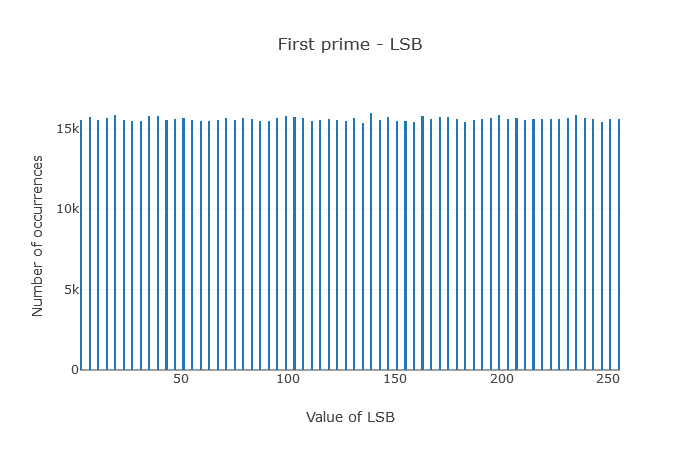 First prime - LSB
15k
10k
5k
0
50
100
150
200
250
Number of occurrences
Value of LSB